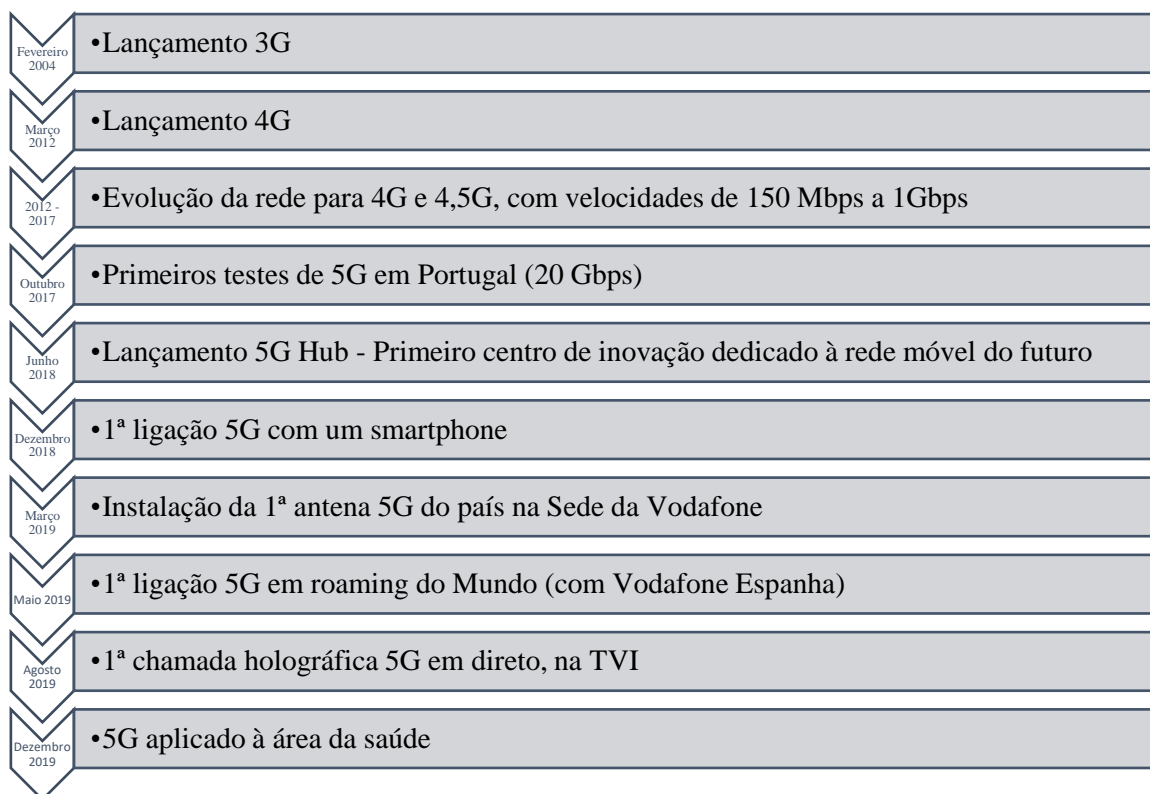 Fevereiro
2004
•Lançamento 3G
Março
2012
•Lançamento 4G
2012 -
2017
•Evolução da rede para 4G e 4,5G, com velocidades de 150 Mbps a 1Gbps
Outubro
2017
•Primeiros testes de 5G em Portugal (20 Gbps)
Junho
2018
•Lançamento 5G Hub - Primeiro centro de inovação dedicado à rede móvel do futuro
Dezembro
2018
•1ª ligação 5G com um smartphone
Março
2019
•Instalação da 1ª antena 5G do país na Sede da Vodafone
Maio 2019
•1ª ligação 5G em roaming do Mundo (com Vodafone Espanha)
Agosto
2019
•1ª chamada holográfica 5G em direto, na TVI
Dezembro
2019
•5G aplicado à área da saúde